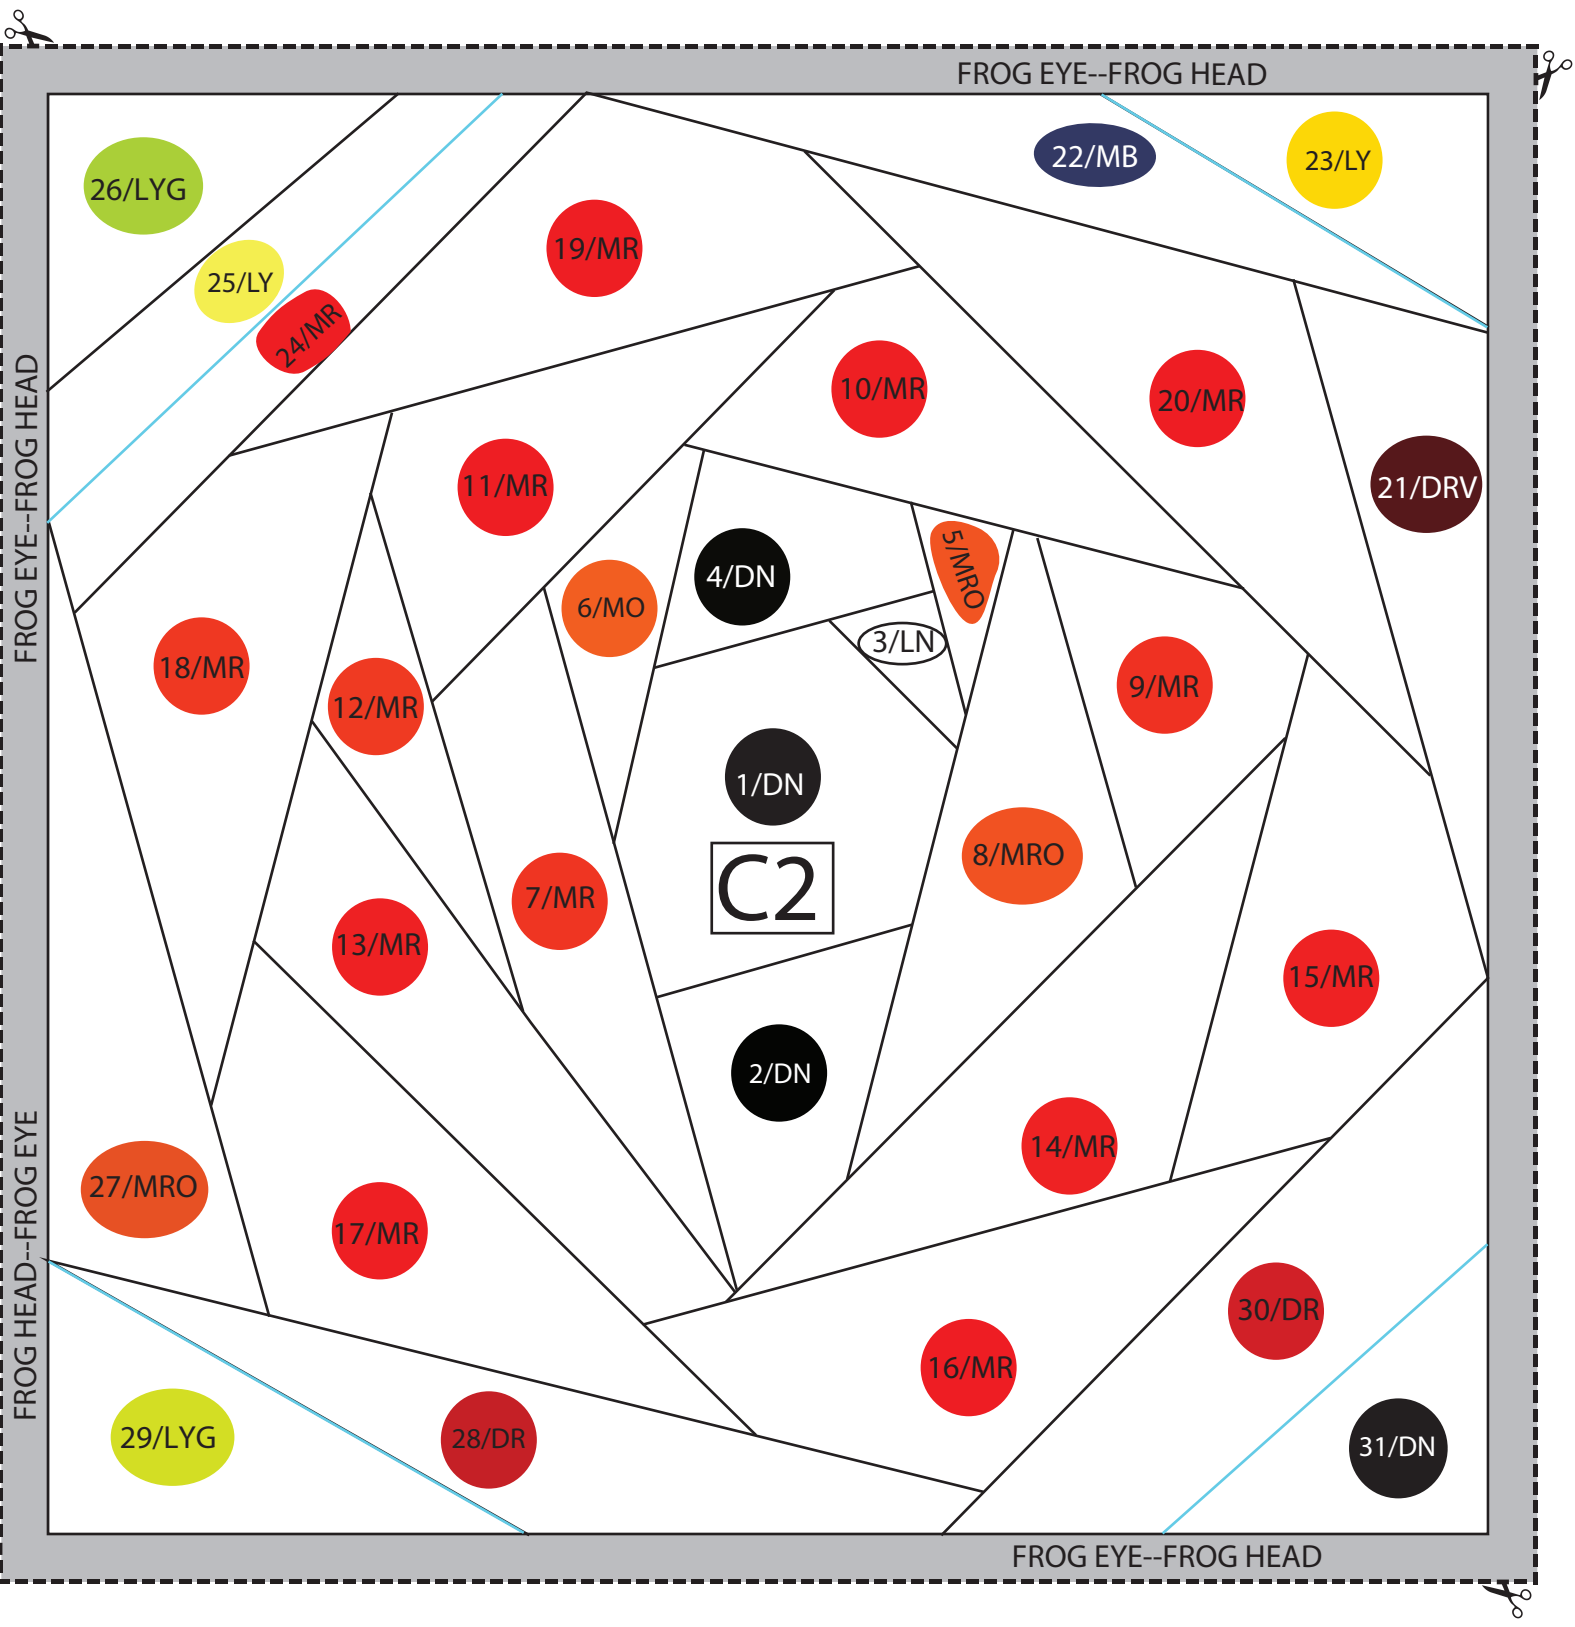 FROG EYE--FROG HEAD
22/MB
23/LY
26/LYG
19/MR
25/LY
24/MR
10/MR
20/MR
21/DRV
11/MR
FROG EYE--FROG HEAD
4/DN
5/MRO
6/MO
3/LN
18/MR
12/MR
9/MR
1/DN
8/MRO
C2
7/MR
13/MR
15/MR
2/DN
14/MR
27/MRO
17/MR
FROG HEAD--FROG EYE
30/DR
16/MR
29/LYG
28/DR
31/DN
FROG EYE--FROG HEAD